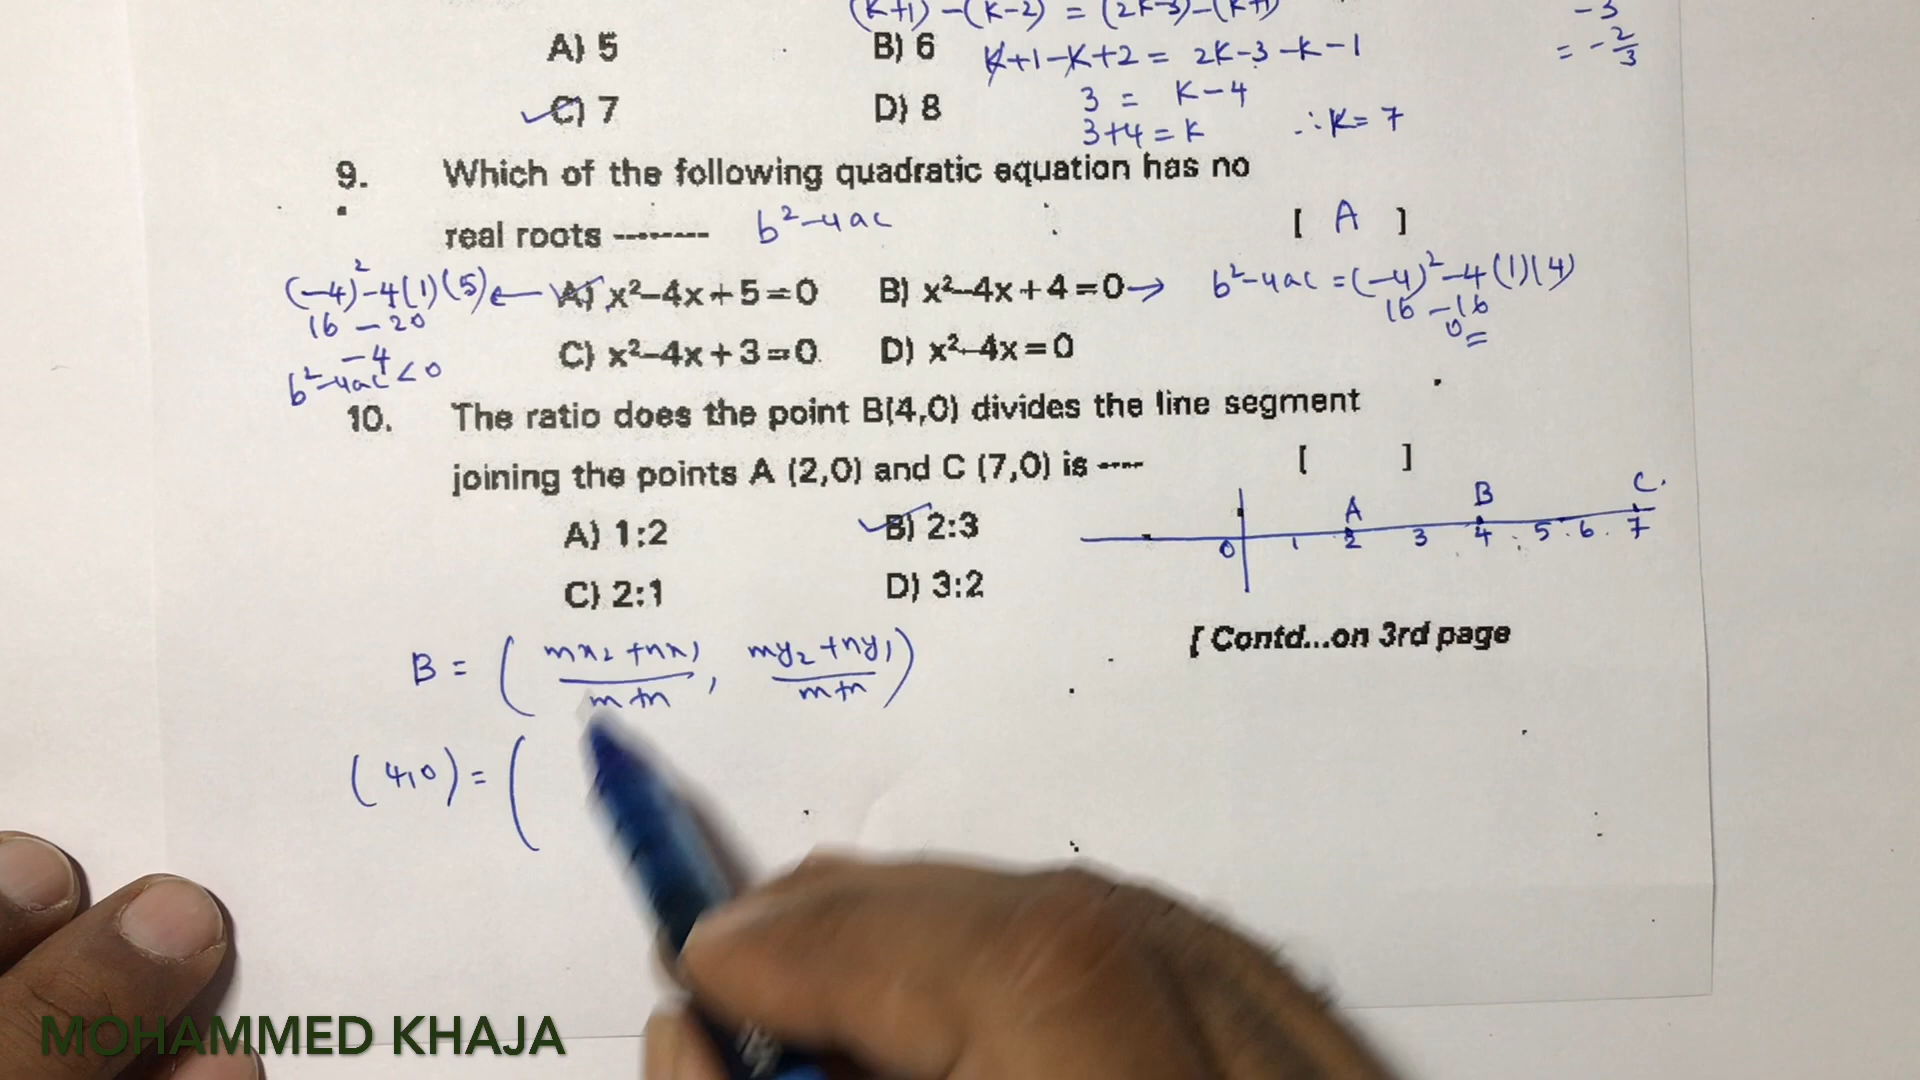 (k+1) - (k-2) = (2k-3) - (k+1)
-3
A) 5 B) 6 k+1-k+2 = 2k-3-k-1 = -2/3
3 = k-4
C) 7 D) 8
3+4 = k ∴ k = 7
9. Which of the following quadratic equation has no
real roots -------- b²-4ac [ A ]
(-4)²-4(1)(5) ← A) x²–4x+5=0 B) x²–4x+4=0 → b²-4ac = (-4)²-4(1)(4)
16 - 20 16 - 16
-4 0
b²-4ac < 0 C) x²–4x+3=0 D) x²–4x=0
10. The ratio does the point B(4,0) divides the line segment
joining the points A (2,0) and C (7,0) is ---- [ ]
A B C
0 1 2 3 4 5 6 7
A) 1:2 B) 2:3
C) 2:1 D) 3:2
[ Contd...on 3rd page
B = ( mx₂+nx₁ / m+n , my₂+ny₁ / m+n )
(4,0) = (
MOHAMMED KHAJA